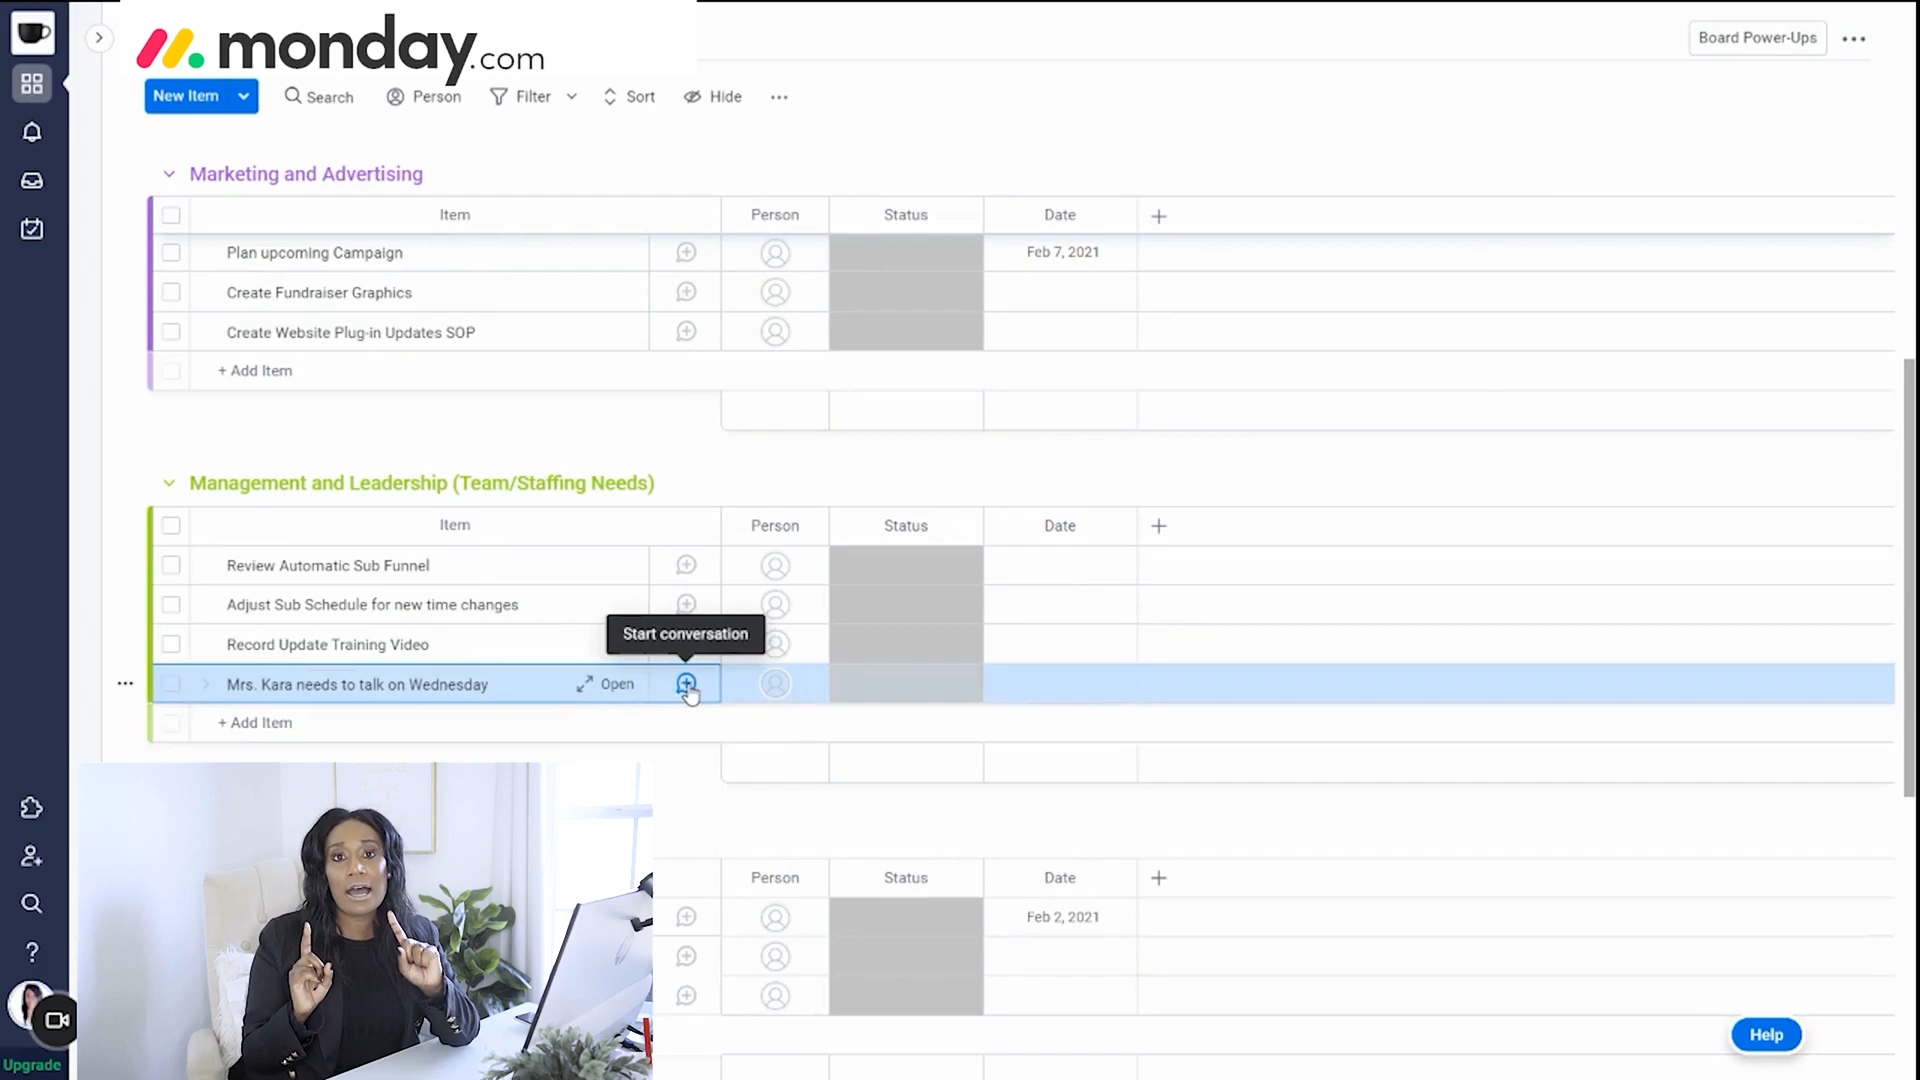 monday.com
Board Power-Ups
New Item
Search
Person
Filter
Sort
Hide
Marketing and Advertising
Item Person Status Date
Plan upcoming Campaign Feb 7, 2021
Create Fundraiser Graphics
Create Website Plug-in Updates SOP
+ Add Item
Management and Leadership (Team/Staffing Needs)
Item Person Status Date
Review Automatic Sub Funnel
Adjust Sub Schedule for new time changes
Start conversation
Record Update Training Video
Mrs. Kara needs to talk on Wednesday Open
+ Add Item
Person Status Date
Feb 2, 2021
Help
Upgrade